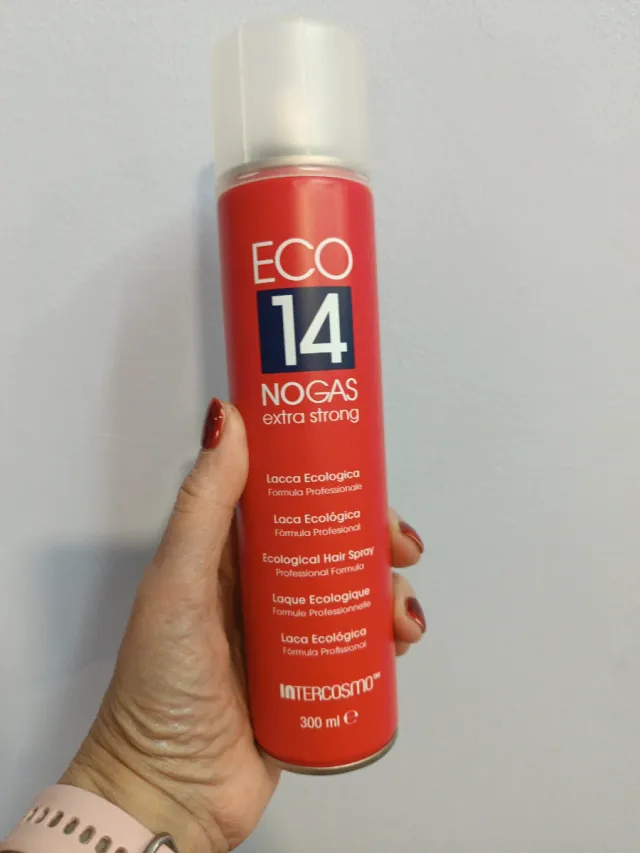 ECO
14
NOGAS
extra strong
Lacca Ecologica
Formula Professionale
Laca Ecológica
Fórmula Profesional
Ecological Hair Spray
Professional Formula
Laque Ecologique
Formule Professionnelle
Laca Ecológica
Fórmula Profissional
INTERCOSMO™
300 ml ℮